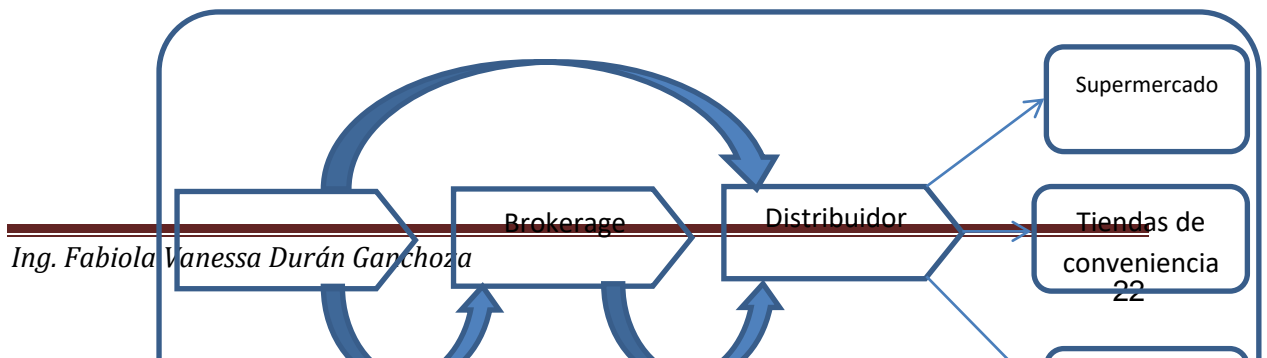 Supermercado
Brokerage
Distribuidor
Tiendas de
conveniencia
Ing. Fabiola Vanessa Durán Ganchoza
22